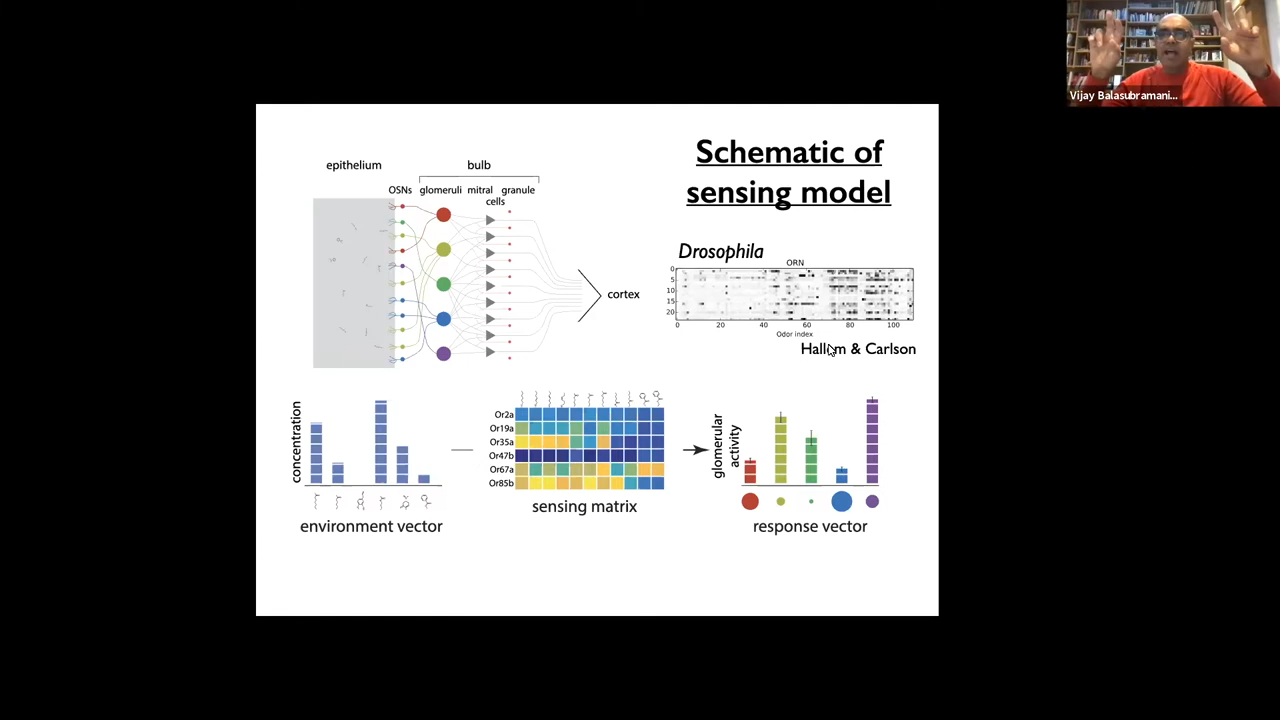 Vijay Balasubramani...
Schematic of
sensing model
epithelium
bulb
OSNs glomeruli mitral granule
cells
cortex
Drosophila
ORN
0
5
10
15
20
0 20 40 60 80 100
Odor index
Hallem & Carlson
concentration
environment vector
Or2a
Or19a
Or35a
Or47b
Or67a
Or85b
sensing matrix
glomerular
activity
response vector